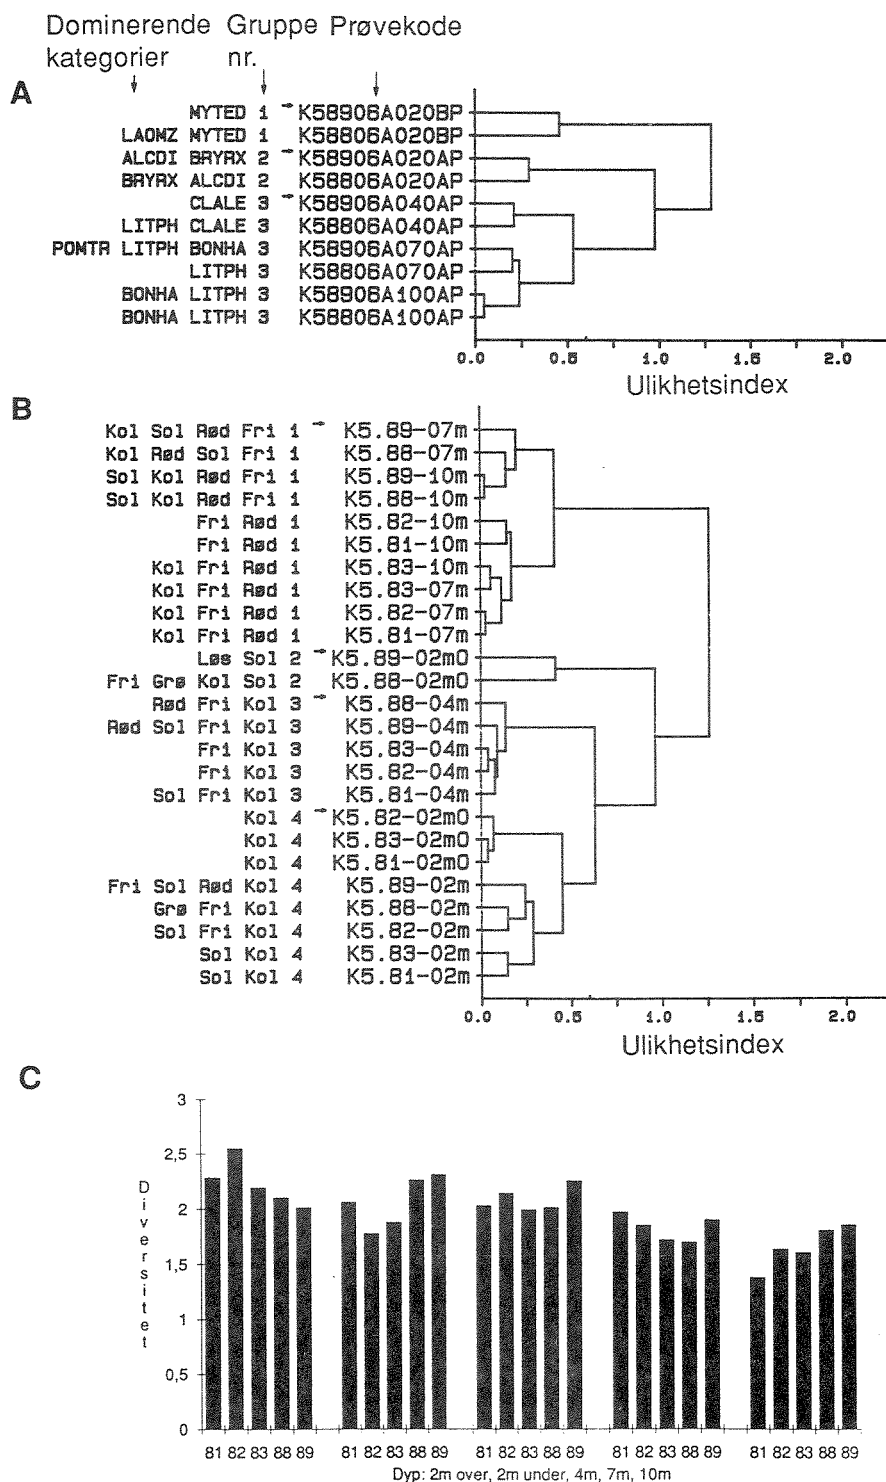 Dominerende Gruppe Prøvekode
kategorier nr.
A
MYTED 1 K58906A020BP
LAOMZ MYTED 1 K58806A020BP
ALCDI BRYRX 2 K58906A020AP
BRYRX ALCDI 2 K58806A020AP
CLALE 3 K58906A040AP
LITPH CLALE 3 K58806A040AP
POMTR LITPH BONHA 3 K58906A070AP
LITPH 3 K58806A070AP
BONHA LITPH 3 K58906A100AP
BONHA LITPH 3 K58806A100AP
0.0 0.5 1.0 1.5 2.0
Ulikhetsindex
B
Kol Sol Rød Fri 1 K5.89-07m
Kol Rød Sol Fri 1 K5.88-07m
Sol Kol Rød Fri 1 K5.89-10m
Sol Kol Rød Fri 1 K5.88-10m
Fri Rød 1 K5.82-10m
Fri Rød 1 K5.81-10m
Kol Fri Rød 1 K5.83-10m
Kol Fri Rød 1 K5.83-07m
Kol Fri Rød 1 K5.82-07m
Kol Fri Rød 1 K5.81-07m
Løs Sol 2 K5.89-02mO
Fri Grø Kol Sol 2 K5.88-02mO
Rød Fri Kol 3 K5.88-04m
Rød Sol Fri Kol 3 K5.89-04m
Fri Kol 3 K5.83-04m
Fri Kol 3 K5.82-04m
Sol Fri Kol 3 K5.81-04m
Kol 4 K5.82-02mO
Kol 4 K5.83-02mO
Kol 4 K5.81-02mO
Fri Sol Rød Kol 4 K5.89-02m
Grø Fri Kol 4 K5.88-02m
Sol Fri Kol 4 K5.82-02m
Sol Kol 4 K5.83-02m
Sol Kol 4 K5.81-02m
0.0 0.5 1.0 1.5 2.0
Ulikhetsindex
C
Diversitet
3
2,5
2
1,5
1
0,5
0
81 82 83 88 89 81 82 83 88 89 81 82 83 88 89 81 82 83 88 89 81 82 83 88 89
Dyp: 2m over, 2m under, 4m, 7m, 10m